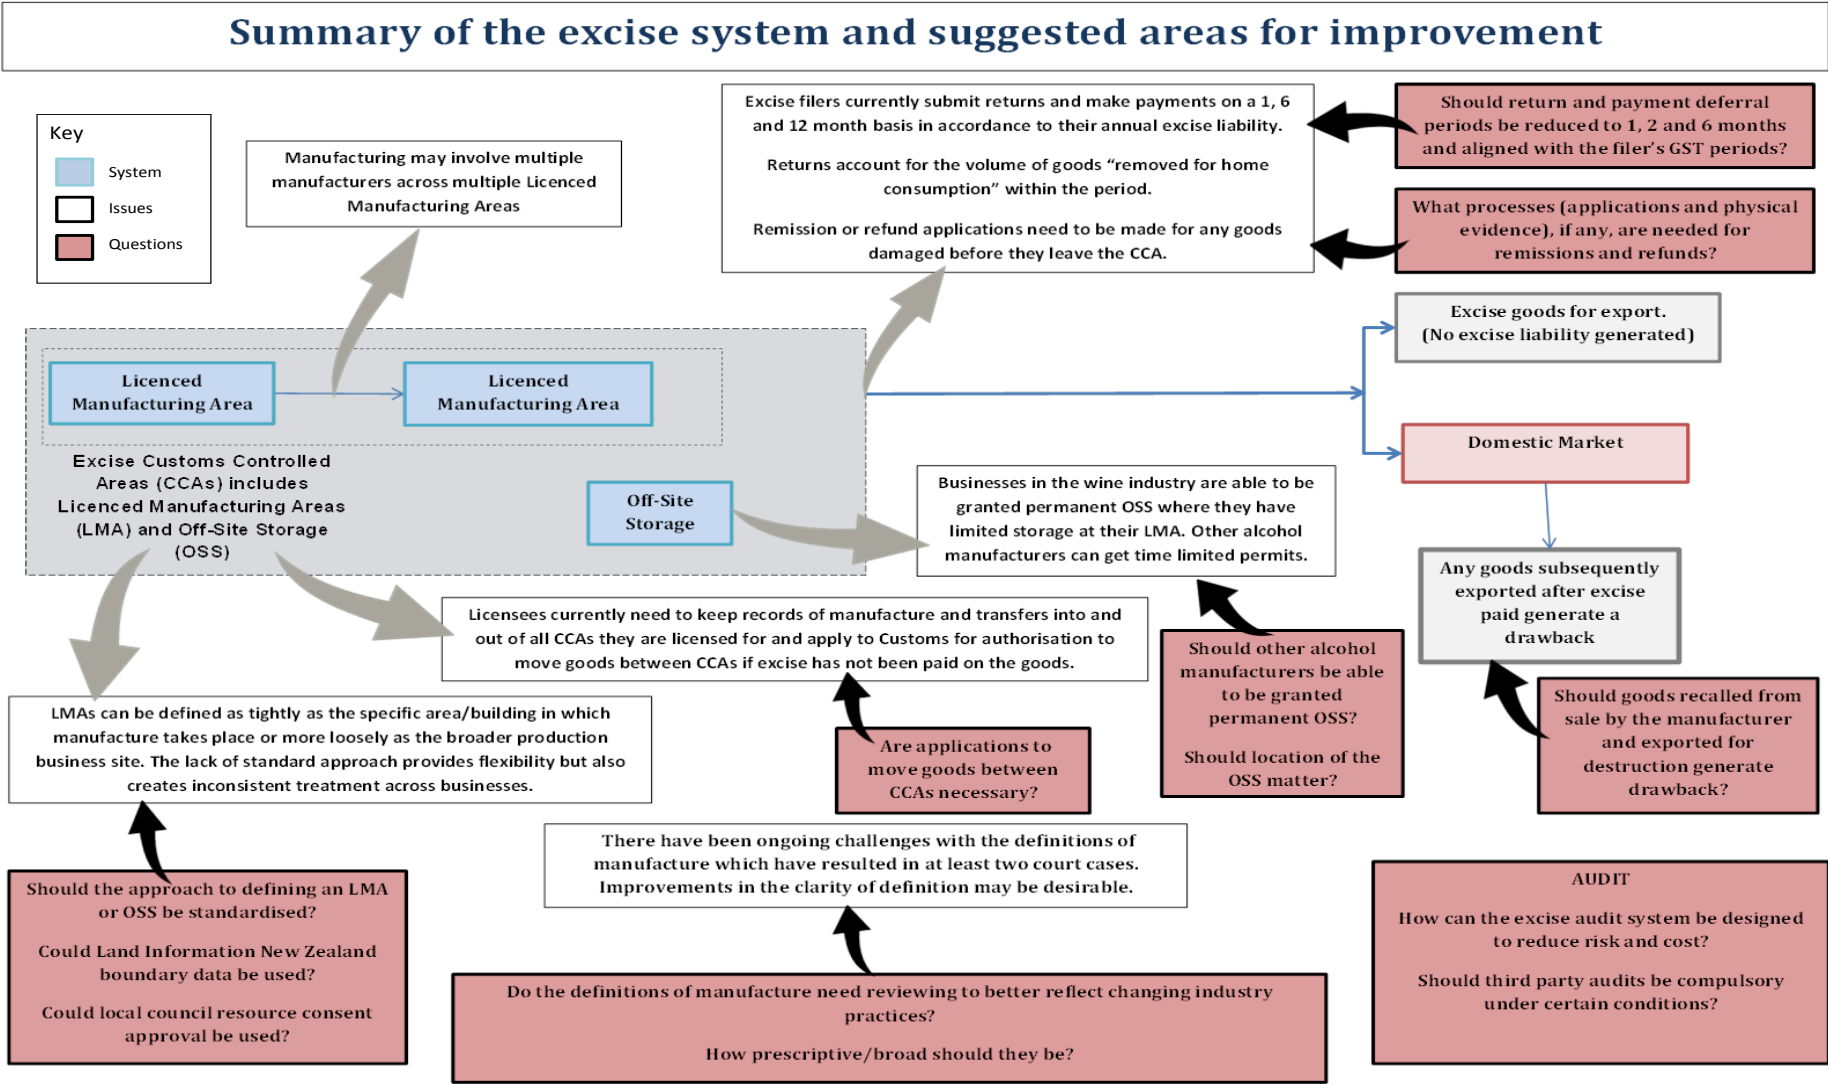 Summary of the excise system and suggested areas for improvement
Key
System
Issues
Questions
Manufacturing may involve multiple
manufacturers across multiple Licenced
Manufacturing Areas
Excise filers currently submit returns and make payments on a 1, 6
and 12 month basis in accordance to their annual excise liability.
Returns account for the volume of goods “removed for home
consumption” within the period.
Remission or refund applications need to be made for any goods
damaged before they leave the CCA.
Should return and payment deferral
periods be reduced to 1, 2 and 6 months
and aligned with the filer’s GST periods?
What processes (applications and physical
evidence), if any, are needed for
remissions and refunds?
Excise goods for export.
(No excise liability generated)
Licenced
Manufacturing Area
Licenced
Manufacturing Area
Excise Customs Controlled
Areas (CCAs) includes
Licenced Manufacturing Areas
(LMA) and Off-Site Storage
(OSS)
Off-Site
Storage
Domestic Market
Businesses in the wine industry are able to be
granted permanent OSS where they have
limited storage at their LMA. Other alcohol
manufacturers can get time limited permits.
Any goods subsequently
exported after excise
paid generate a
drawback
Licensees currently need to keep records of manufacture and transfers into and
out of all CCAs they are licensed for and apply to Customs for authorisation to
move goods between CCAs if excise has not been paid on the goods.
Should other alcohol
manufacturers be able
to be granted
permanent OSS?
Should location of the
OSS matter?
Should goods recalled from
sale by the manufacturer
and exported for
destruction generate
drawback?
LMAs can be defined as tightly as the specific area/building in which
manufacture takes place or more loosely as the broader production
business site. The lack of standard approach provides flexibility but also
creates inconsistent treatment across businesses.
Are applications to
move goods between
CCAs necessary?
There have been ongoing challenges with the definitions of
manufacture which have resulted in at least two court cases.
Improvements in the clarity of definition may be desirable.
Should the approach to defining an LMA
or OSS be standardised?
Could Land Information New Zealand
boundary data be used?
Could local council resource consent
approval be used?
Do the definitions of manufacture need reviewing to better reflect changing industry
practices?
How prescriptive/broad should they be?
AUDIT
How can the excise audit system be designed
to reduce risk and cost?
Should third party audits be compulsory
under certain conditions?